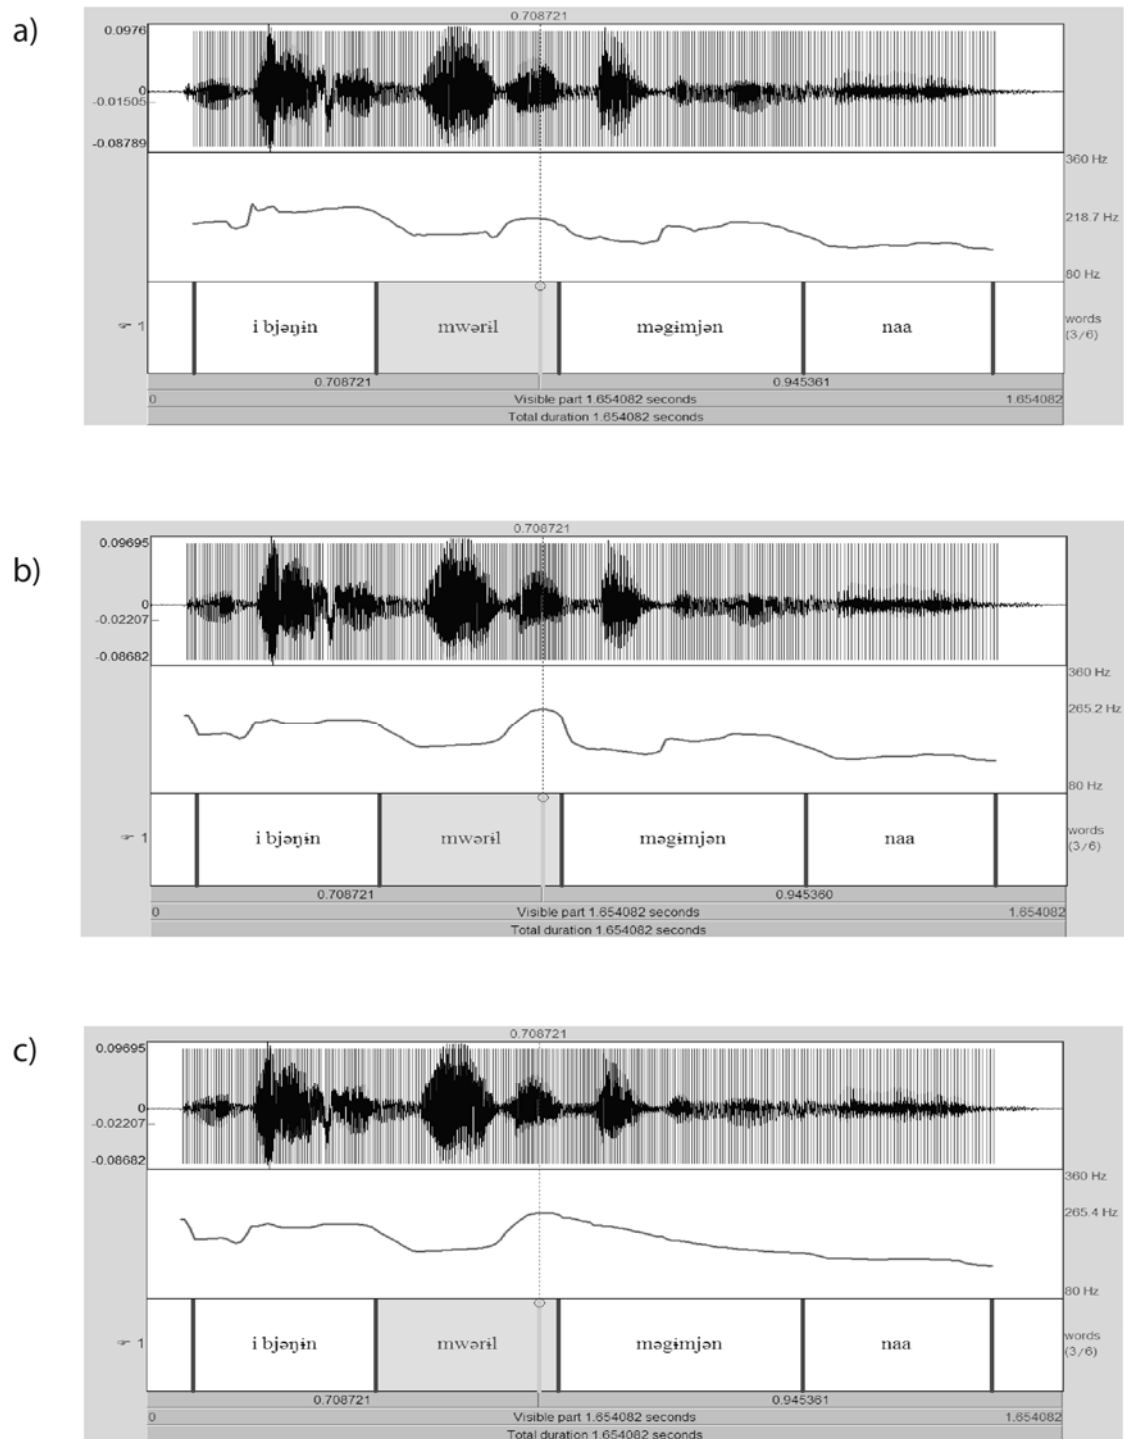 a)
0.708721
0.0976
0
-0.01505
-0.08789
360 Hz
218.7 Hz
80 Hz
1
i bjəŋɨn
mwərɨl
məgɨmjən
naa
words
(3/6)
0.708721
0.945361
0
Visible part 1.654082 seconds
1.654082
Total duration 1.654082 seconds
b)
0.708721
0.09695
0
-0.02207
-0.08682
360 Hz
265.2 Hz
80 Hz
1
i bjəŋɨn
mwərɨl
məgɨmjən
naa
words
(3/6)
0.708721
0.945360
0
Visible part 1.654082 seconds
1.654082
Total duration 1.654082 seconds
c)
0.708721
0.09695
0
-0.02207
-0.08682
360 Hz
265.4 Hz
80 Hz
1
i bjəŋɨn
mwərɨl
məgɨmjən
naa
words
(3/6)
0.708721
0.945361
0
Visible part 1.654082 seconds
1.654082
Total duration 1.654082 seconds